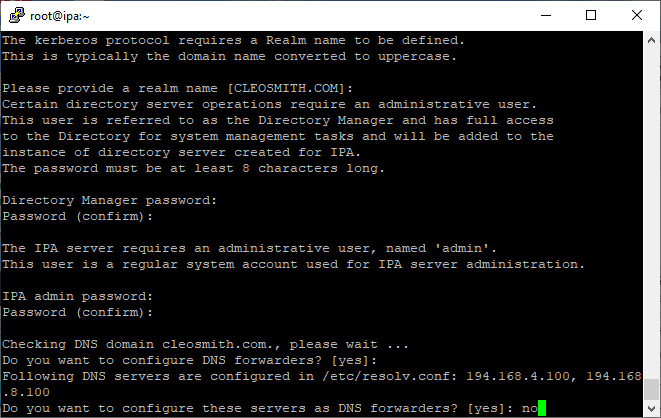 root@ipa:~
The kerberos protocol requires a Realm name to be defined.
This is typically the domain name converted to uppercase.
Please provide a realm name [CLEOSMITH.COM]:
Certain directory server operations require an administrative user.
This user is referred to as the Directory Manager and has full access
to the Directory for system management tasks and will be added to the
instance of directory server created for IPA.
The password must be at least 8 characters long.
Directory Manager password:
Password (confirm):
The IPA server requires an administrative user, named 'admin'.
This user is a regular system account used for IPA server administration.
IPA admin password:
Password (confirm):
Checking DNS domain cleosmith.com., please wait ...
Do you want to configure DNS forwarders? [yes]:
Following DNS servers are configured in /etc/resolv.conf: 194.168.4.100, 194.168
.8.100
Do you want to configure these servers as DNS forwarders? [yes]: no